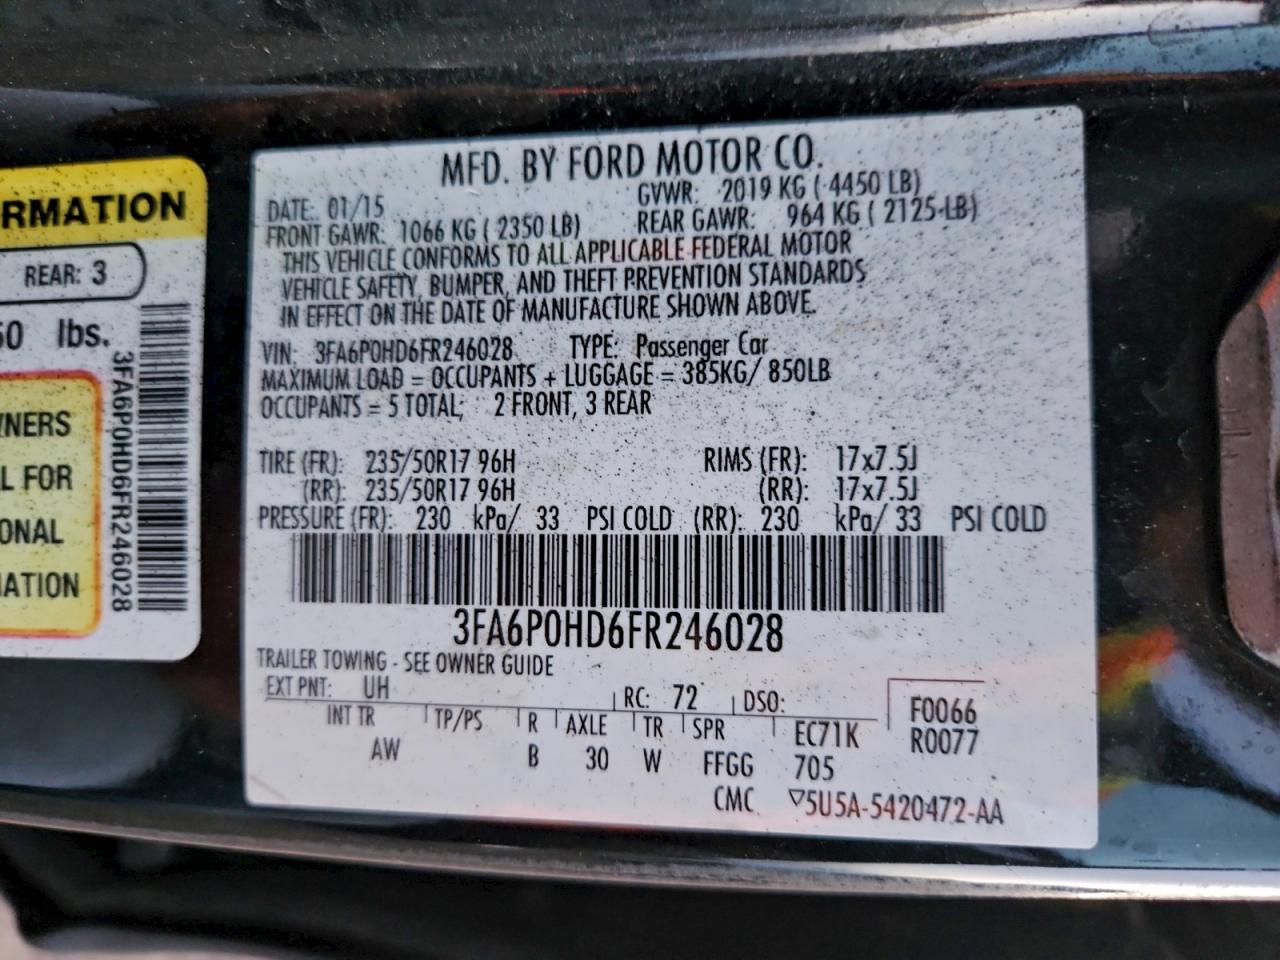 RMATION
REAR: 3
50 lbs.
3FA6P0HD6FR246028
NERS
L FOR
ONAL
ATION
MFD. BY FORD MOTOR CO.
DATE: 01/15 GVWR: 2019 KG ( 4450 LB)
FRONT GAWR: 1066 KG ( 2350 LB) REAR GAWR: 964 KG ( 2125 LB)
THIS VEHICLE CONFORMS TO ALL APPLICABLE FEDERAL MOTOR
VEHICLE SAFETY, BUMPER, AND THEFT PREVENTION STANDARDS
IN EFFECT ON THE DATE OF MANUFACTURE SHOWN ABOVE.
VIN: 3FA6P0HD6FR246028 TYPE: Passenger Car
MAXIMUM LOAD = OCCUPANTS + LUGGAGE = 385KG/ 850LB
OCCUPANTS = 5 TOTAL; 2 FRONT, 3 REAR
TIRE (FR): 235/50R17 96H RIMS (FR): 17x7.5J
(RR): 235/50R17 96H (RR): 17x7.5J
PRESSURE (FR): 230 kPa/ 33 PSI COLD (RR): 230 kPa/ 33 PSI COLD
3FA6P0HD6FR246028
TRAILER TOWING - SEE OWNER GUIDE
EXT PNT: UH RC: 72 DSO: F0066
INT TR TP/PS R AXLE TR SPR EC71K R0077
AW B 30 W FFGG 705
CMC ▽5U5A-5420472-AA